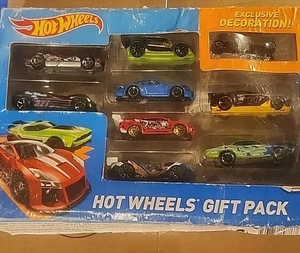 Hot Wheels
EXCLUSIVE
DECORATION!
HOT WHEELS® GIFT PACK